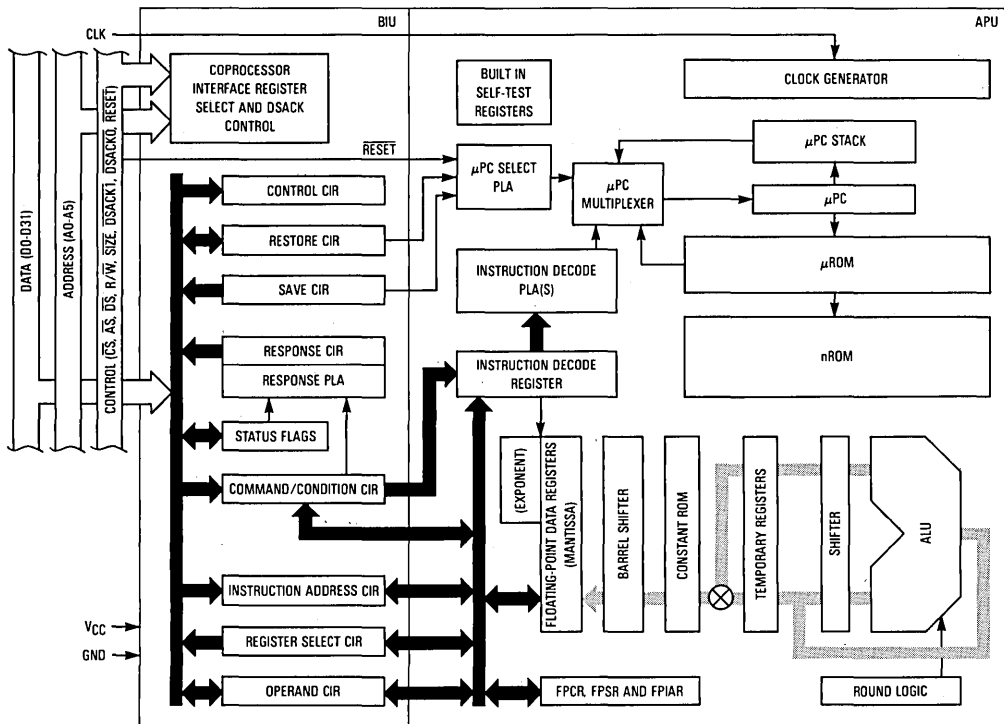 BIU
APU
CLK
COPROCESSOR
INTERFACE REGISTER
SELECT AND DSACK
CONTROL
BUILT IN
SELF-TEST
REGISTERS
CLOCK GENERATOR
RESET
μPC SELECT
PLA
μPC
MULTIPLEXER
μPC STACK
μPC
μROM
nROM
DATA (D0-D31)
ADDRESS (A0-A5)
CONTROL (CS, AS, DS, R/W, SIZE, DSACK1, DSACK0, RESET)
CONTROL CIR
RESTORE CIR
SAVE CIR
RESPONSE CIR
RESPONSE PLA
STATUS FLAGS
COMMAND/CONDITION CIR
INSTRUCTION ADDRESS CIR
REGISTER SELECT CIR
OPERAND CIR
VCC
GND
INSTRUCTION DECODE
PLA(S)
INSTRUCTION DECODE
REGISTER
(EXPONENT)
FLOATING-POINT DATA REGISTERS
(MANTISSA)
BARREL SHIFTER
CONSTANT ROM
TEMPORARY REGISTERS
SHIFTER
ALU
FPCR, FPSR AND FPIAR
ROUND LOGIC